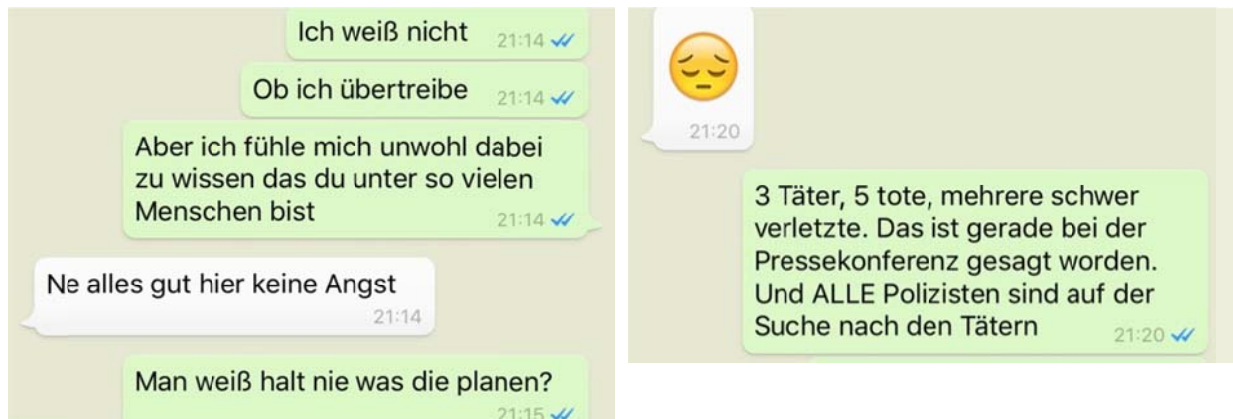 Ich weiß nicht 21:14
Ob ich übertreibe 21:14
Aber ich fühle mich unwohl dabei
zu wissen das du unter so vielen
Menschen bist 21:14
Ne alles gut hier keine Angst
21:14
Man weiß halt nie was die planen?
21:15
21:20
3 Täter, 5 tote, mehrere schwer
verletzte. Das ist gerade bei der
Pressekonferenz gesagt worden.
Und ALLE Polizisten sind auf der
Suche nach den Tätern 21:20